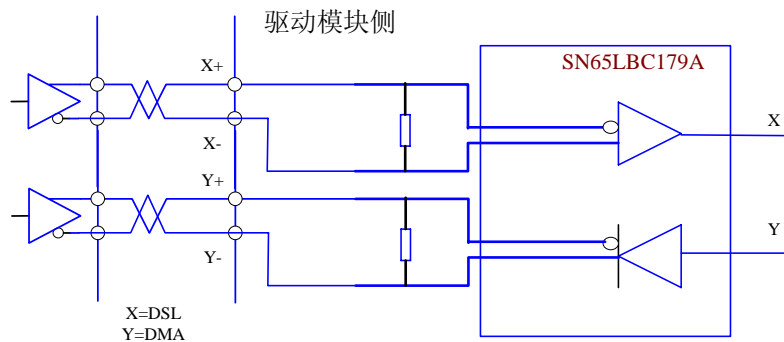 驱动模块侧
SN65LBC179A
X+
X
X-
Y+
Y
Y-
X=DSL
Y=DMA